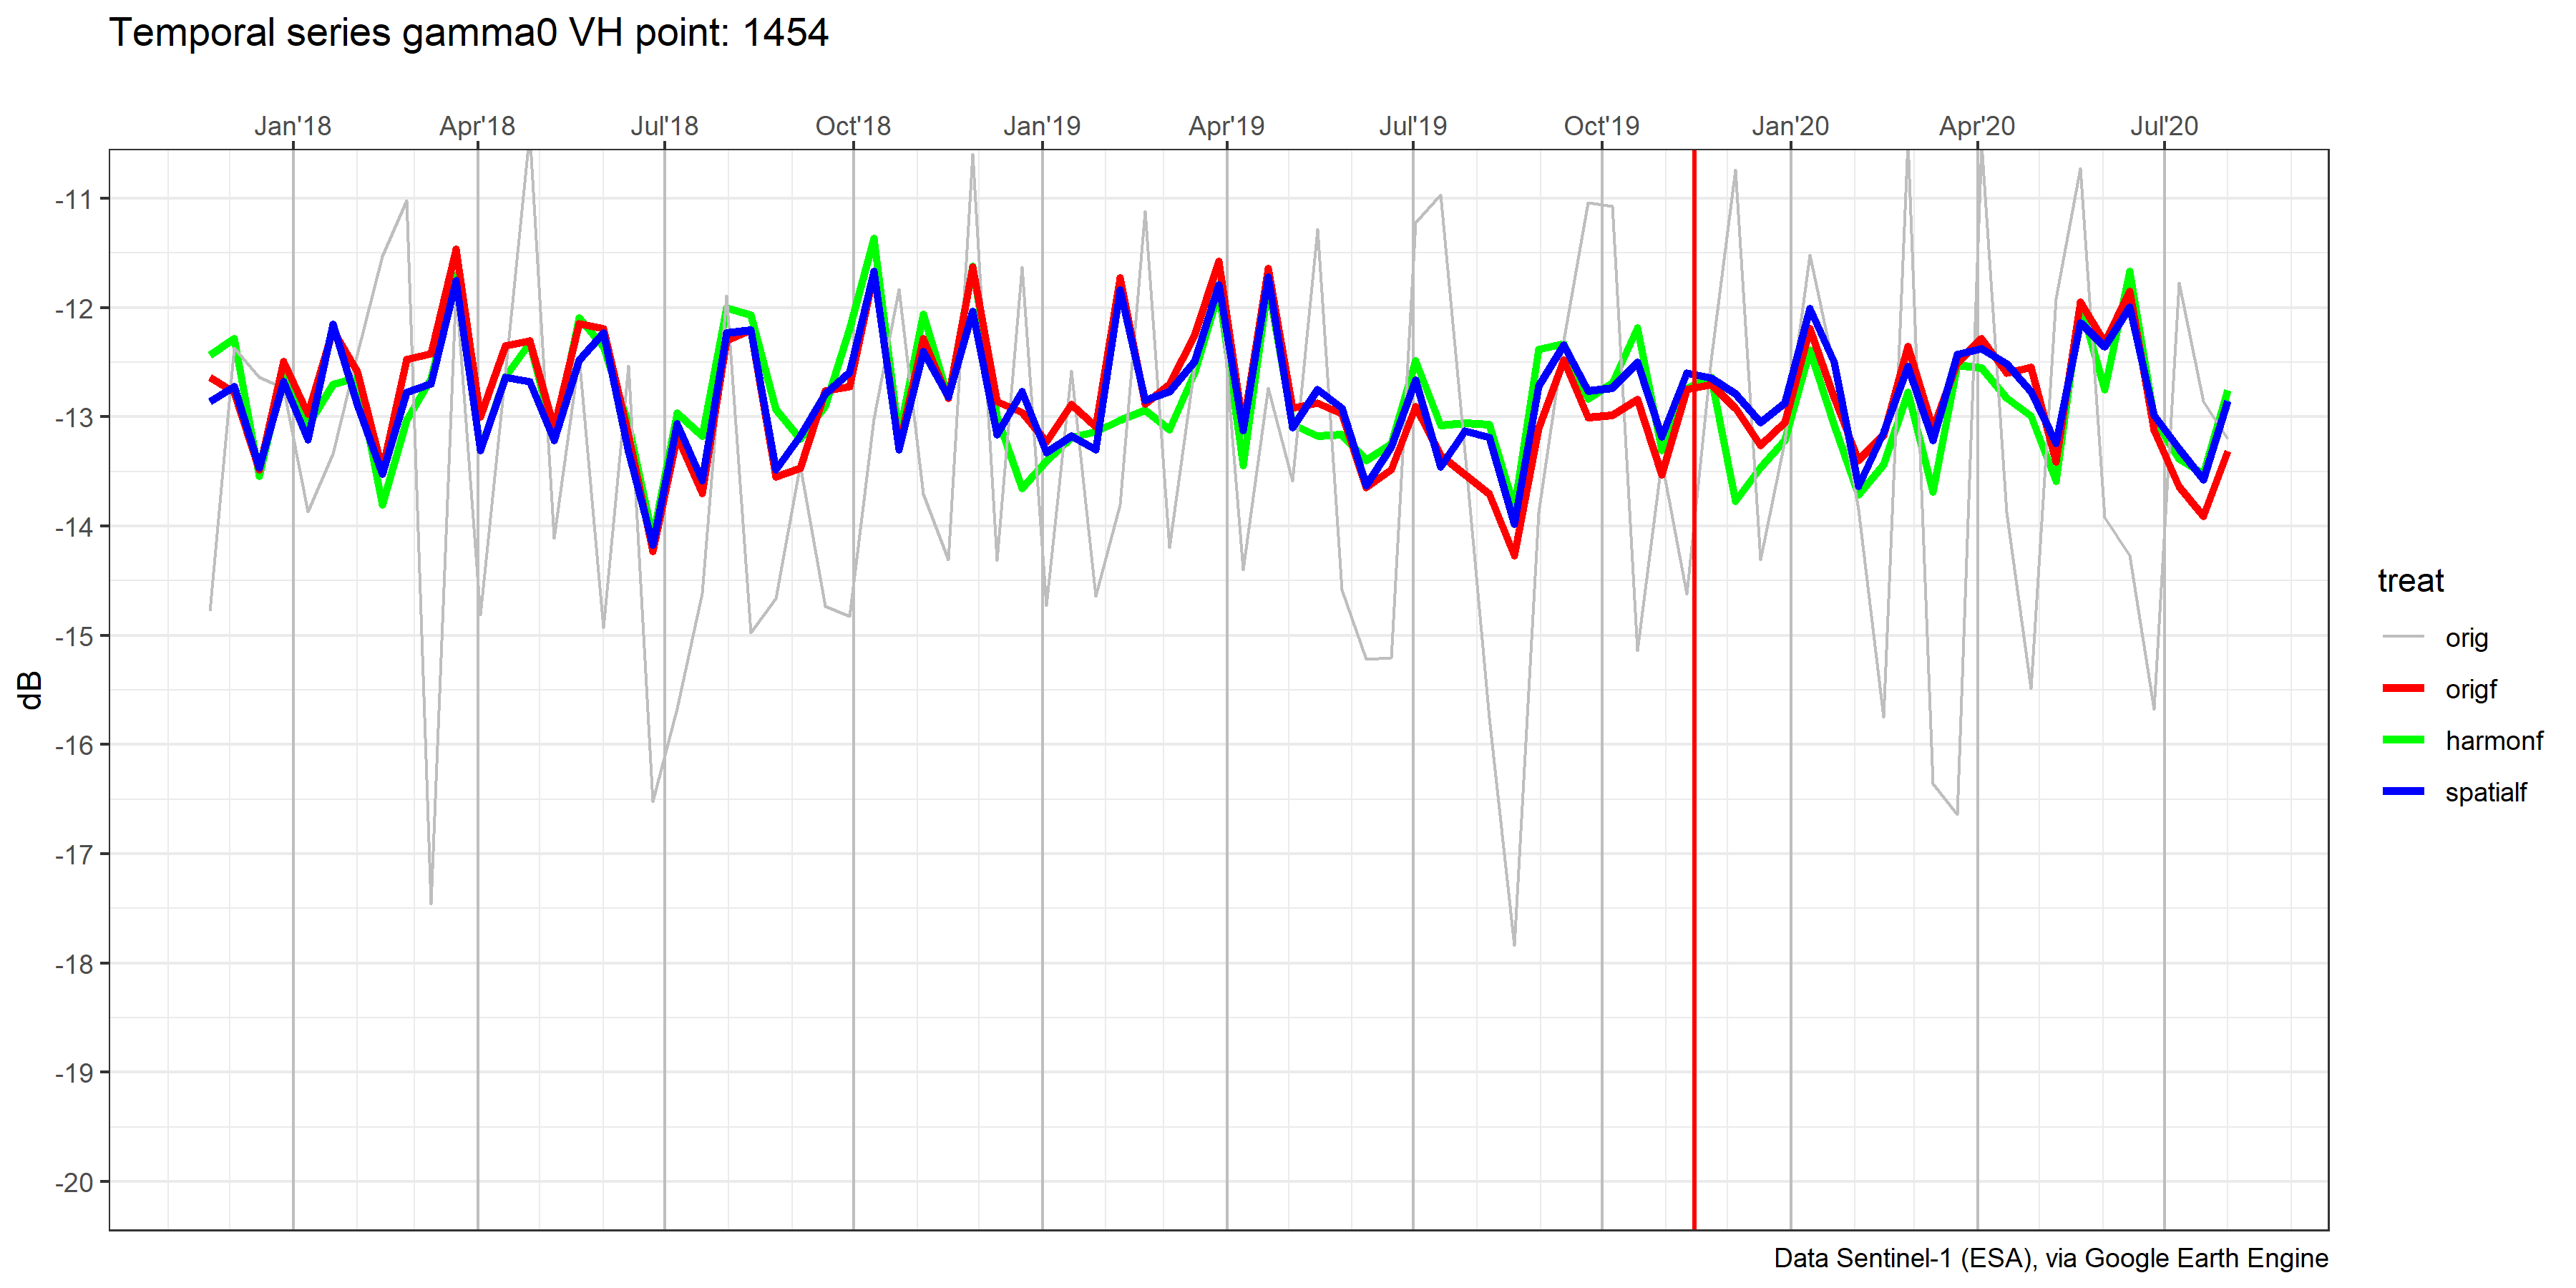 Temporal series gamma0 VH point: 1454
Jan'18 Apr'18 Jul'18 Oct'18 Jan'19 Apr'19 Jul'19 Oct'19 Jan'20 Apr'20 Jul'20
-11
-12
-13
-14
-15
-16
-17
-18
-19
-20
dB
treat
orig
origf
harmonf
spatialf
Data Sentinel-1 (ESA), via Google Earth Engine